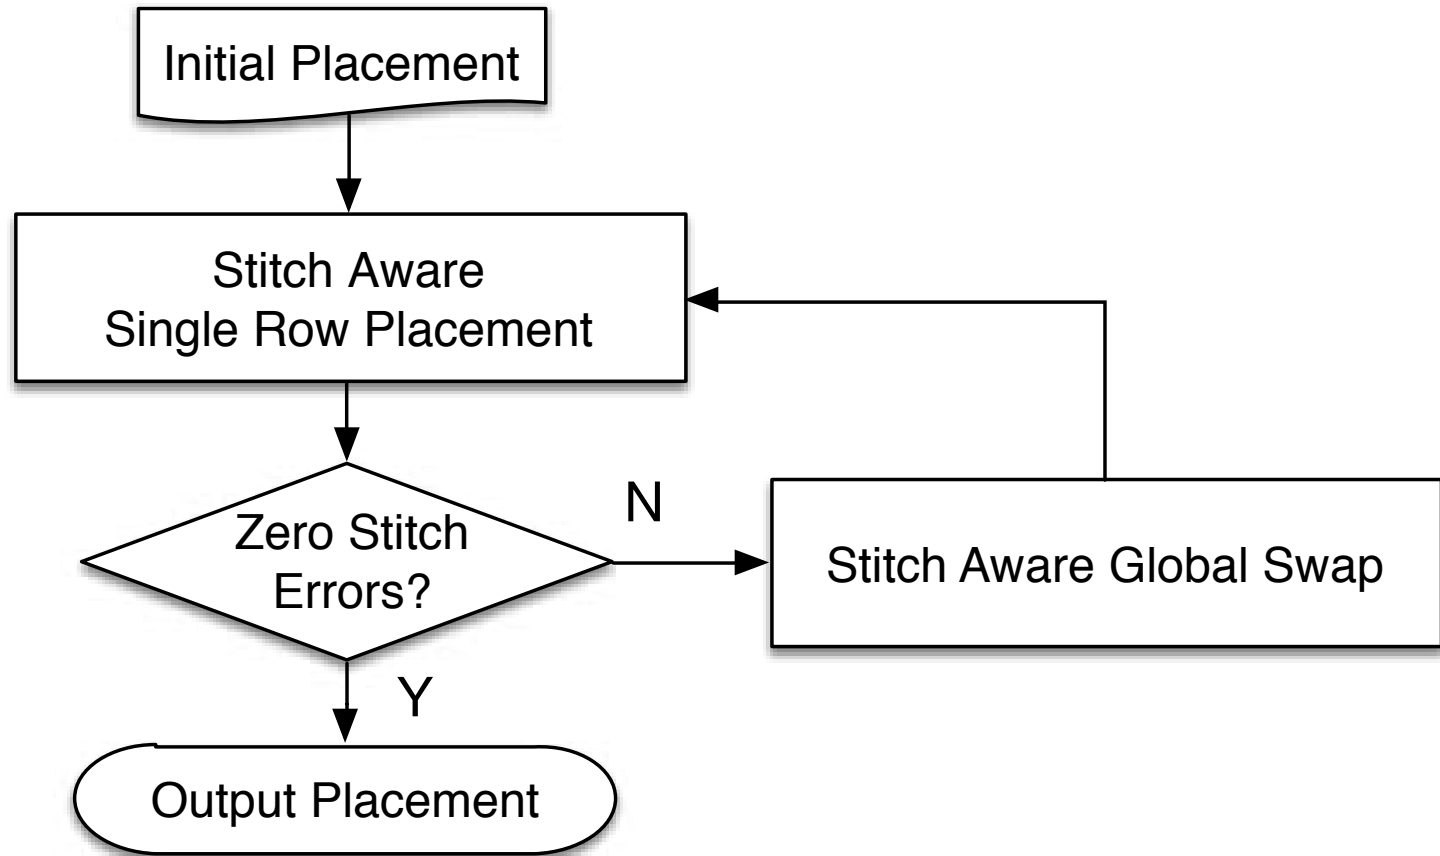 Initial Placement
Stitch Aware
Single Row Placement
Zero Stitch
Errors?
N
Stitch Aware Global Swap
Y
Output Placement